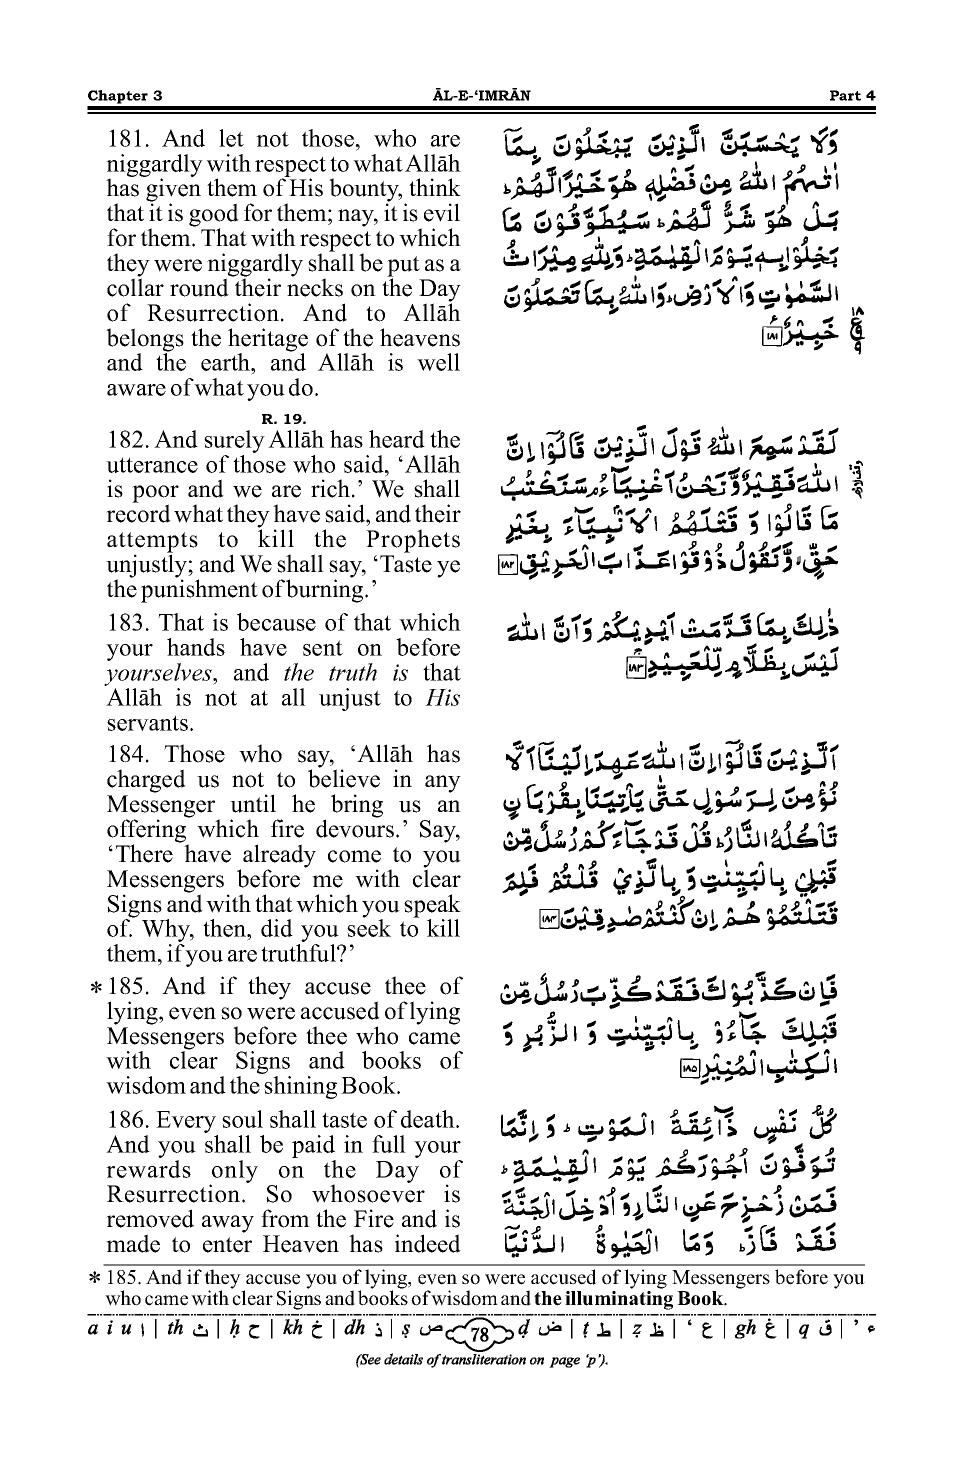 Chapter 3 ĀL-E-‘IMRĀN Part 4
181. And let not those, who are
niggardly with respect to what Allāh
has given them of His bounty, think
that it is good for them; nay, it is evil
for them. That with respect to which
they were niggardly shall be put as a
collar round their necks on the Day
of Resurrection. And to Allāh
belongs the heritage of the heavens
and the earth, and Allāh is well
aware of what you do.
وَلَا يَحْسَبَنَّ الَّذِيْنَ يَبْخَلُوْنَ بِمَآ
اٰتٰىهُمُ اللّٰهُ مِنْ فَضْلِهٖ هُوَ خَيْرًا لَّهُمْ ؕ
بَلْ هُوَ شَرٌّ لَّهُمْ ؕ سَيُطَوَّقُوْنَ مَا
بَخِلُوْا بِهٖ يَوْمَ الْقِيٰمَةِ ؕ وَلِلّٰهِ مِيْرَاثُ
السَّمٰوٰتِ وَالْاَرْضِ ؕ وَاللّٰهُ بِمَا تَعْمَلُوْنَ
خَبِيْرٌ ۱۸۱
R. 19.
182. And surely Allāh has heard the
utterance of those who said, ‘Allāh
is poor and we are rich.’ We shall
record what they have said, and their
attempts to kill the Prophets
unjustly; and We shall say, ‘Taste ye
the punishment of burning.’
لَقَدْ سَمِعَ اللّٰهُ قَوْلَ الَّذِيْنَ قَالُوْۤا اِنَّ
اللّٰهَ فَقِيْرٌ وَّنَحْنُ اَغْنِيَآءُ ۘ سَنَكْتُبُ
مَا قَالُوْا وَ قَتْلَهُمُ الْاَنْۢبِيَآءَ بِغَيْرِ
حَقٍّ ۙ وَّنَقُوْلُ ذُوْقُوْا عَذَابَ الْحَرِيْقِ ۱۸۲
183. That is because of that which
your hands have sent on before
yourselves, and the truth is that
Allāh is not at all unjust to His
servants.
ذٰلِكَ بِمَا قَدَّمَتْ اَيْدِيْكُمْ وَاَنَّ اللّٰهَ
لَيْسَ بِظَلَّامٍ لِّلْعَبِيْدِ ۱۸۳
184. Those who say, ‘Allāh has
charged us not to believe in any
Messenger until he bring us an
offering which fire devours.’ Say,
‘There have already come to you
Messengers before me with clear
Signs and with that which you speak
of. Why, then, did you seek to kill
them, if you are truthful?’
اَلَّذِيْنَ قَالُوْۤا اِنَّ اللّٰهَ عَهِدَ اِلَيْنَاۤ اَلَّا
نُؤْمِنَ لِرَسُوْلٍ حَتّٰى يَاْتِيَنَا بِقُرْبَانٍ
تَاْكُلُهُ النَّارُ ؕ قُلْ قَدْ جَآءَكُمْ رُسُلٌ مِّنْ
قَبْلِيْ بِالْبَيِّنٰتِ وَ بِالَّذِيْ قُلْتُمْ فَلِمَ
قَتَلْتُمُوْهُمْ اِنْ كُنْتُمْ صٰدِقِيْنَ ۱۸۴
* 185. And if they accuse thee of
lying, even so were accused of lying
Messengers before thee who came
with clear Signs and books of
wisdom and the shining Book.
فَاِنْ كَذَّبُوْكَ فَقَدْ كُذِّبَ رُسُلٌ مِّنْ
قَبْلِكَ جَآءُوْ بِالْبَيِّنٰتِ وَ الزُّبُرِ وَ
الْكِتٰبِ الْمُنِيْرِ ۱۸۵
186. Every soul shall taste of death.
And you shall be paid in full your
rewards only on the Day of
Resurrection. So whosoever is
removed away from the Fire and is
made to enter Heaven has indeed
كُلُّ نَفْسٍ ذَآئِقَةُ الْمَوْتِ ؕ وَ اِنَّمَا
تُوَفَّوْنَ اُجُوْرَكُمْ يَوْمَ الْقِيٰمَةِ ؕ
فَمَنْ زُحْزِحَ عَنِ النَّارِ وَ اُدْخِلَ الْجَنَّةَ
فَقَدْ فَازَ ؕ وَمَا الْحَيٰوةُ الدُّنْيَاۤ
* 185. And if they accuse you of lying, even so were accused of lying Messengers before you
who came with clear Signs and books of wisdom and the illuminating Book.
a i u ا | th ث | ḥ ح | kh خ | dh ذ | ṣ ص 78 ḍ ض | ṭ ط | ẓ ظ | ‘ ع | gh غ | q ق | ’ ء
(See details of transliteration on page ‘p’).